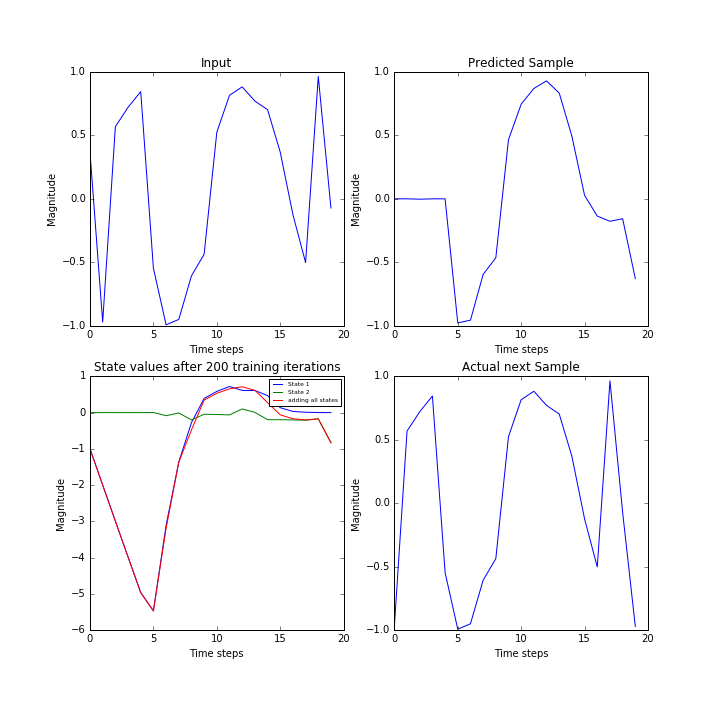 Input
Magnitude
1.0
0.5
0.0
−0.5
−1.0
0 5 10 15 20
Time steps
Predicted Sample
Magnitude
1.0
0.5
0.0
−0.5
−1.0
0 5 10 15 20
Time steps
State values after 200 training iterations
Magnitude
1
0
−1
−2
−3
−4
−5
−6
0 5 10 15 20
Time steps
State 1
State 2
adding all states
Actual next Sample
Magnitude
1.0
0.5
0.0
−0.5
−1.0
0 5 10 15 20
Time steps